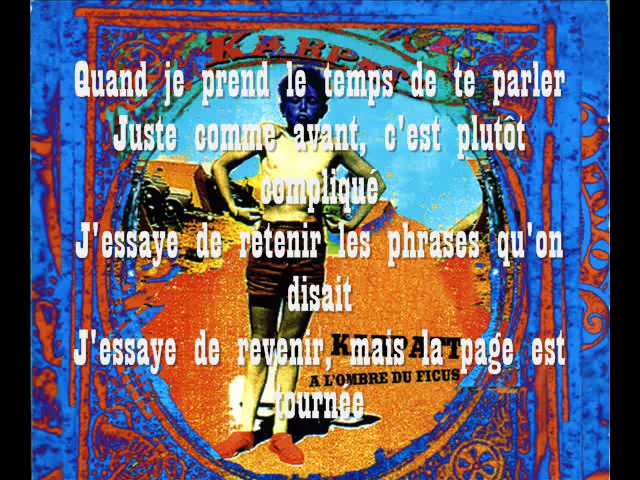 KARPATT
Quand je prend le temps de te parler
Juste comme avant, c'est plutôt
compliqué
J'essaye de retenir les phrases qu'on
disait
J'essaye de revenir, mais la page est
tournée
KARPATT
A L'OMBRE DU FICUS